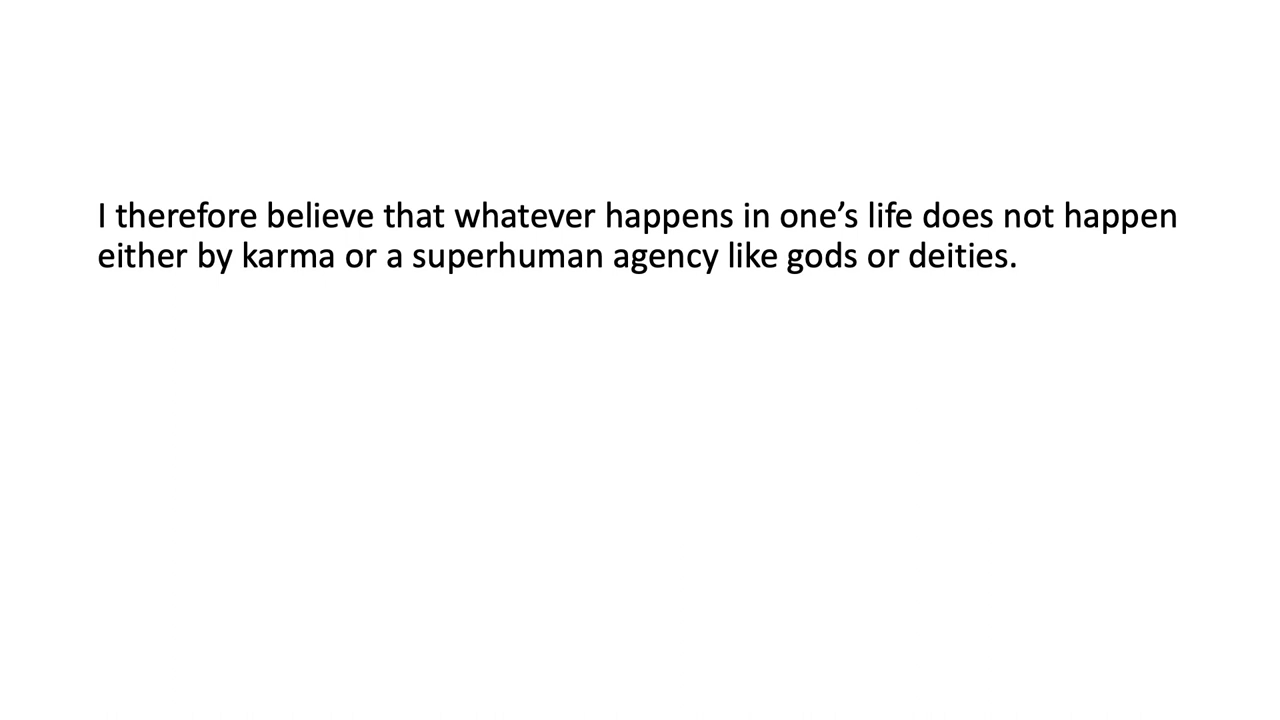 I therefore believe that whatever happens in one’s life does not happen
either by karma or a superhuman agency like gods or deities.